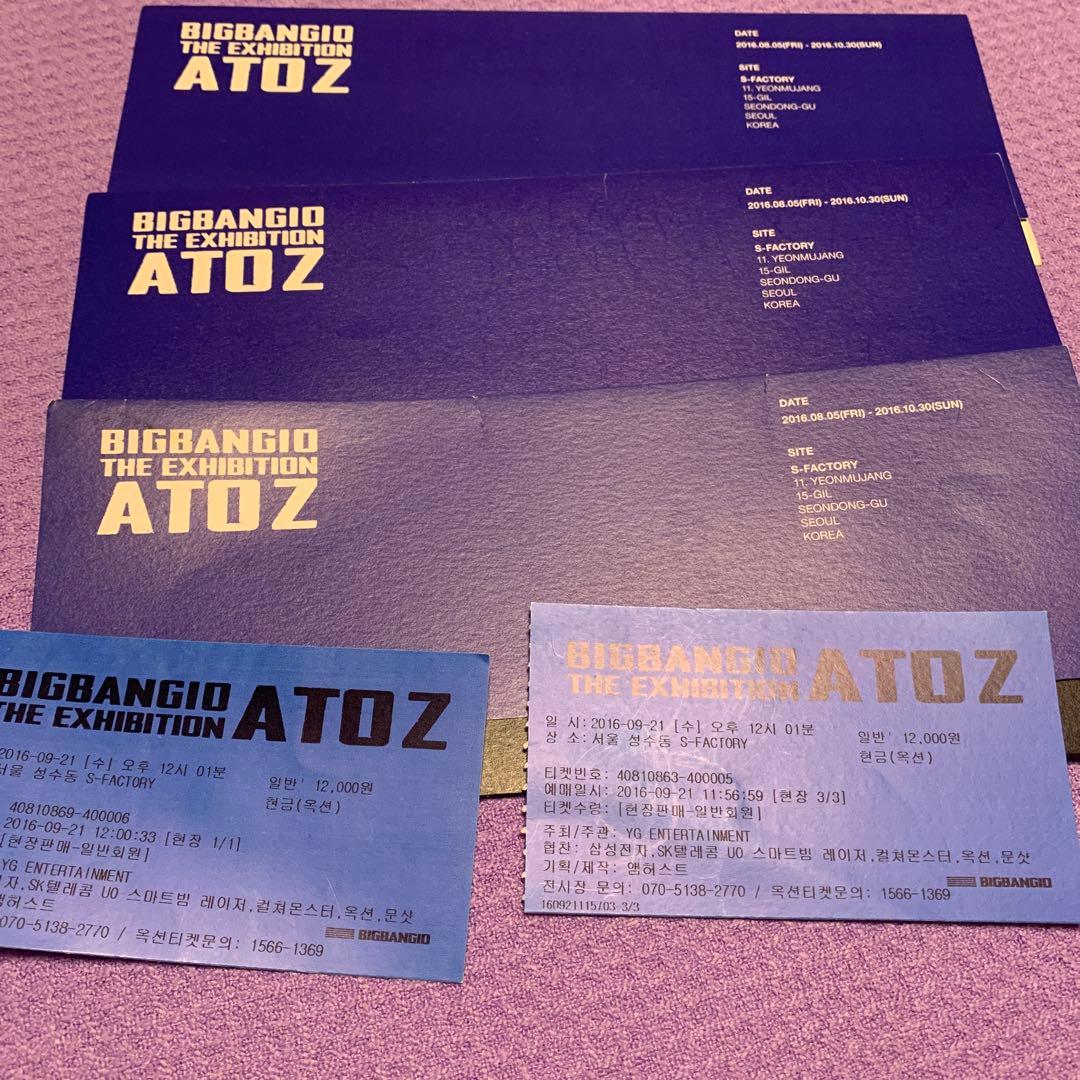 BIGBANG10
THE EXHIBITION
A TO Z
DATE
2016.08.05(FRI) - 2016.10.30(SUN)
SITE
S-FACTORY
11. YEONMUJANG
15-GIL
SEONDONG-GU
SEOUL
KOREA
BIGBANG10
THE EXHIBITION
A TO Z
DATE
2016.08.05(FRI) - 2016.10.30(SUN)
SITE
S-FACTORY
11. YEONMUJANG
15-GIL
SEONDONG-GU
SEOUL
KOREA
BIGBANG10
THE EXHIBITION
A TO Z
DATE
2016.08.05(FRI) - 2016.10.30(SUN)
SITE
S-FACTORY
11. YEONMUJANG
15-GIL
SEONDONG-GU
SEOUL
KOREA
BIGBANG10
THE EXHIBITION
A TO Z
2016-09-21 [수] 오후 12시 01분
서울 성수동 S-FACTORY
일반' 12,000원
현금(옥션)
40810869-400006
2016-09-21 12:00:33 [현장 1/1]
[현장판매-일반회원]
YG ENTERTAINMENT
전자,SK텔레콤 UO 스마트빔 레이저,컬쳐몬스터,옥션,문샷
앰허스트
070-5138-2770 / 옥션티켓문의: 1566-1369
BIGBANG10
BIGBANG10
THE EXHIBITION
A TO Z
일 시:2016-09-21 [수] 오후 12시 01분
장 소:서울 성수동 S-FACTORY
일반' 12,000원
현금(옥션)
티켓번호: 40810863-400005
예매일시: 2016-09-21 11:56:59 [현장 3/3]
티켓수량: [현장판매-일반회원]
주최/주관: YG ENTERTAINMENT
협찬: 삼성전자,SK텔레콤 UO 스마트빔 레이저,컬쳐몬스터,옥션,문샷
기획/제작: 앰허스트
전시장 문의: 070-5138-2770 / 옥션티켓문의: 1566-1369
160921115703-3/3
BIGBANG10